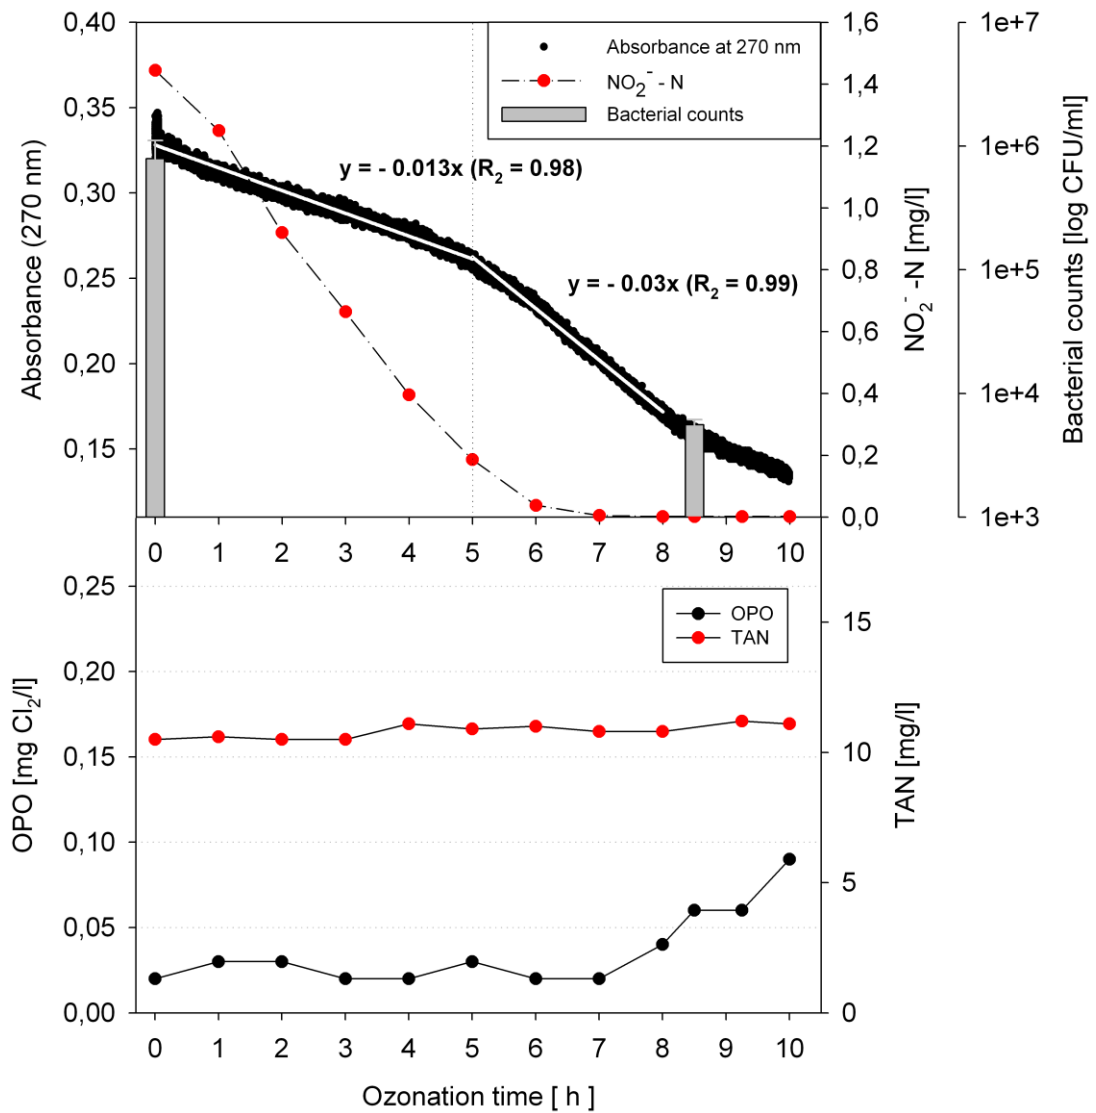 0,40
0,35
0,30
0,25
0,20
0,15
Absorbance (270 nm)
Absorbance at 270 nm
NO₂⁻ - N
Bacterial counts
y = - 0.013x (R₂ = 0.98)
y = - 0.03x (R₂ = 0.99)
1,6
1,4
1,2
1,0
0,8
0,6
0,4
0,2
0,0
NO₂⁻ -N [mg/l]
1e+7
1e+6
1e+5
1e+4
1e+3
Bacterial counts [log CFU/ml]
0 1 2 3 4 5 6 7 8 9 10
0,25
0,20
0,15
0,10
0,05
0,00
OPO [mg Cl₂/l]
OPO
TAN
15
10
5
0
TAN [mg/l]
0 1 2 3 4 5 6 7 8 9 10
Ozonation time [ h ]